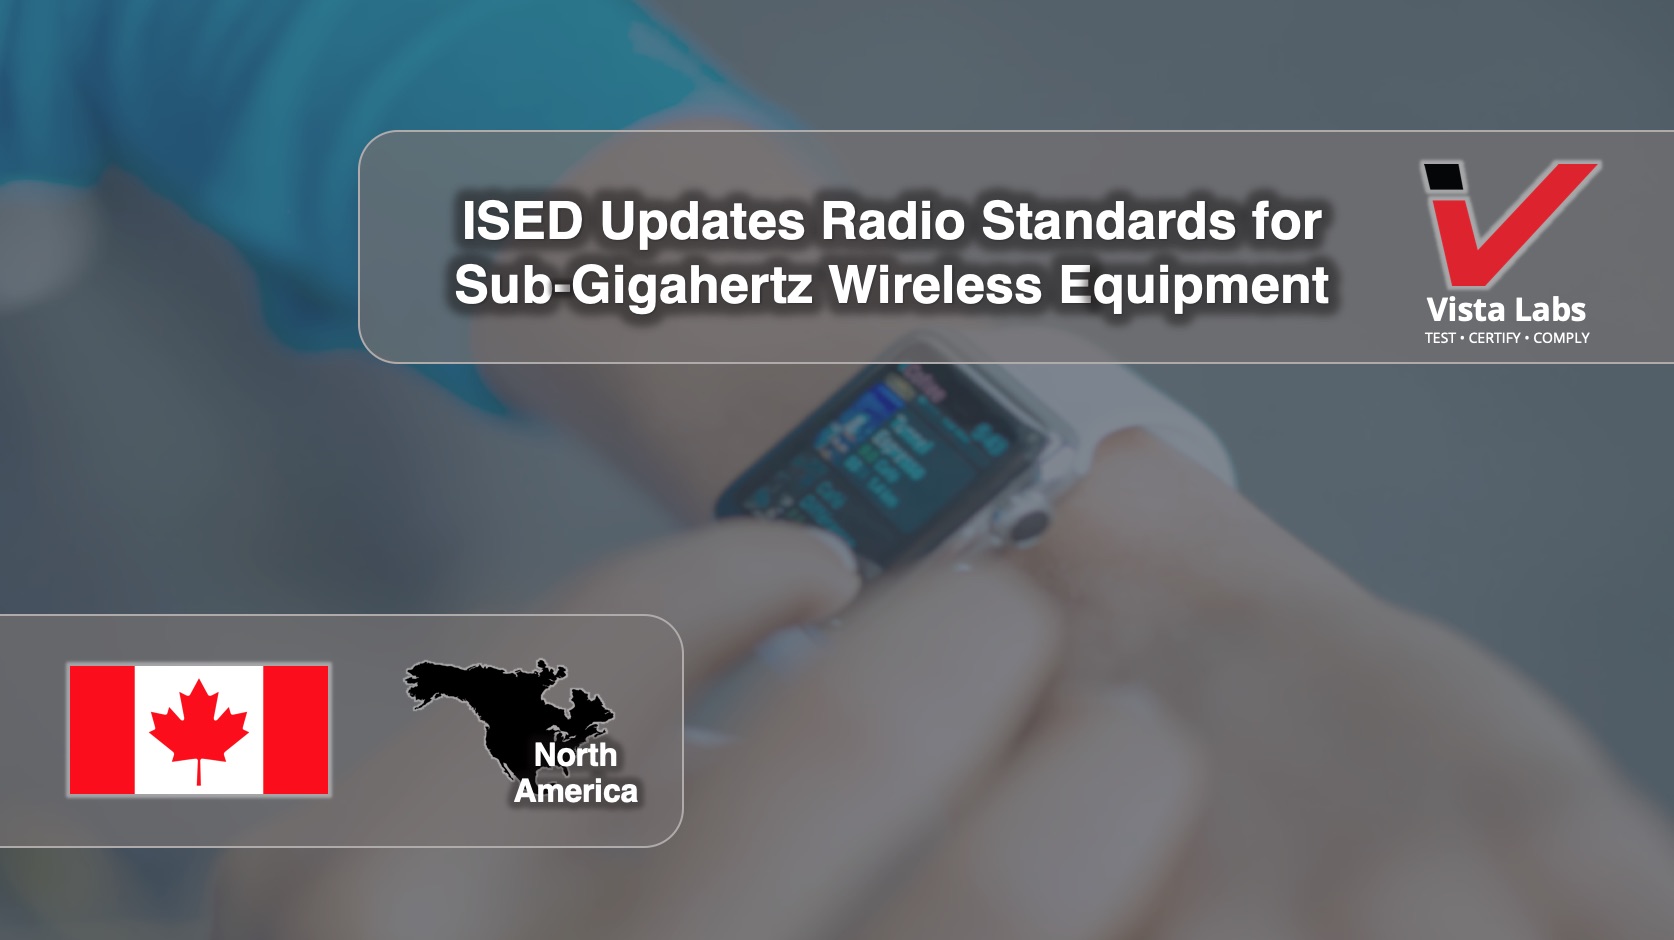 ISED Updates Radio Standards for
Sub-Gigahertz Wireless Equipment
Vista Labs
TEST • CERTIFY • COMPLY
North
America